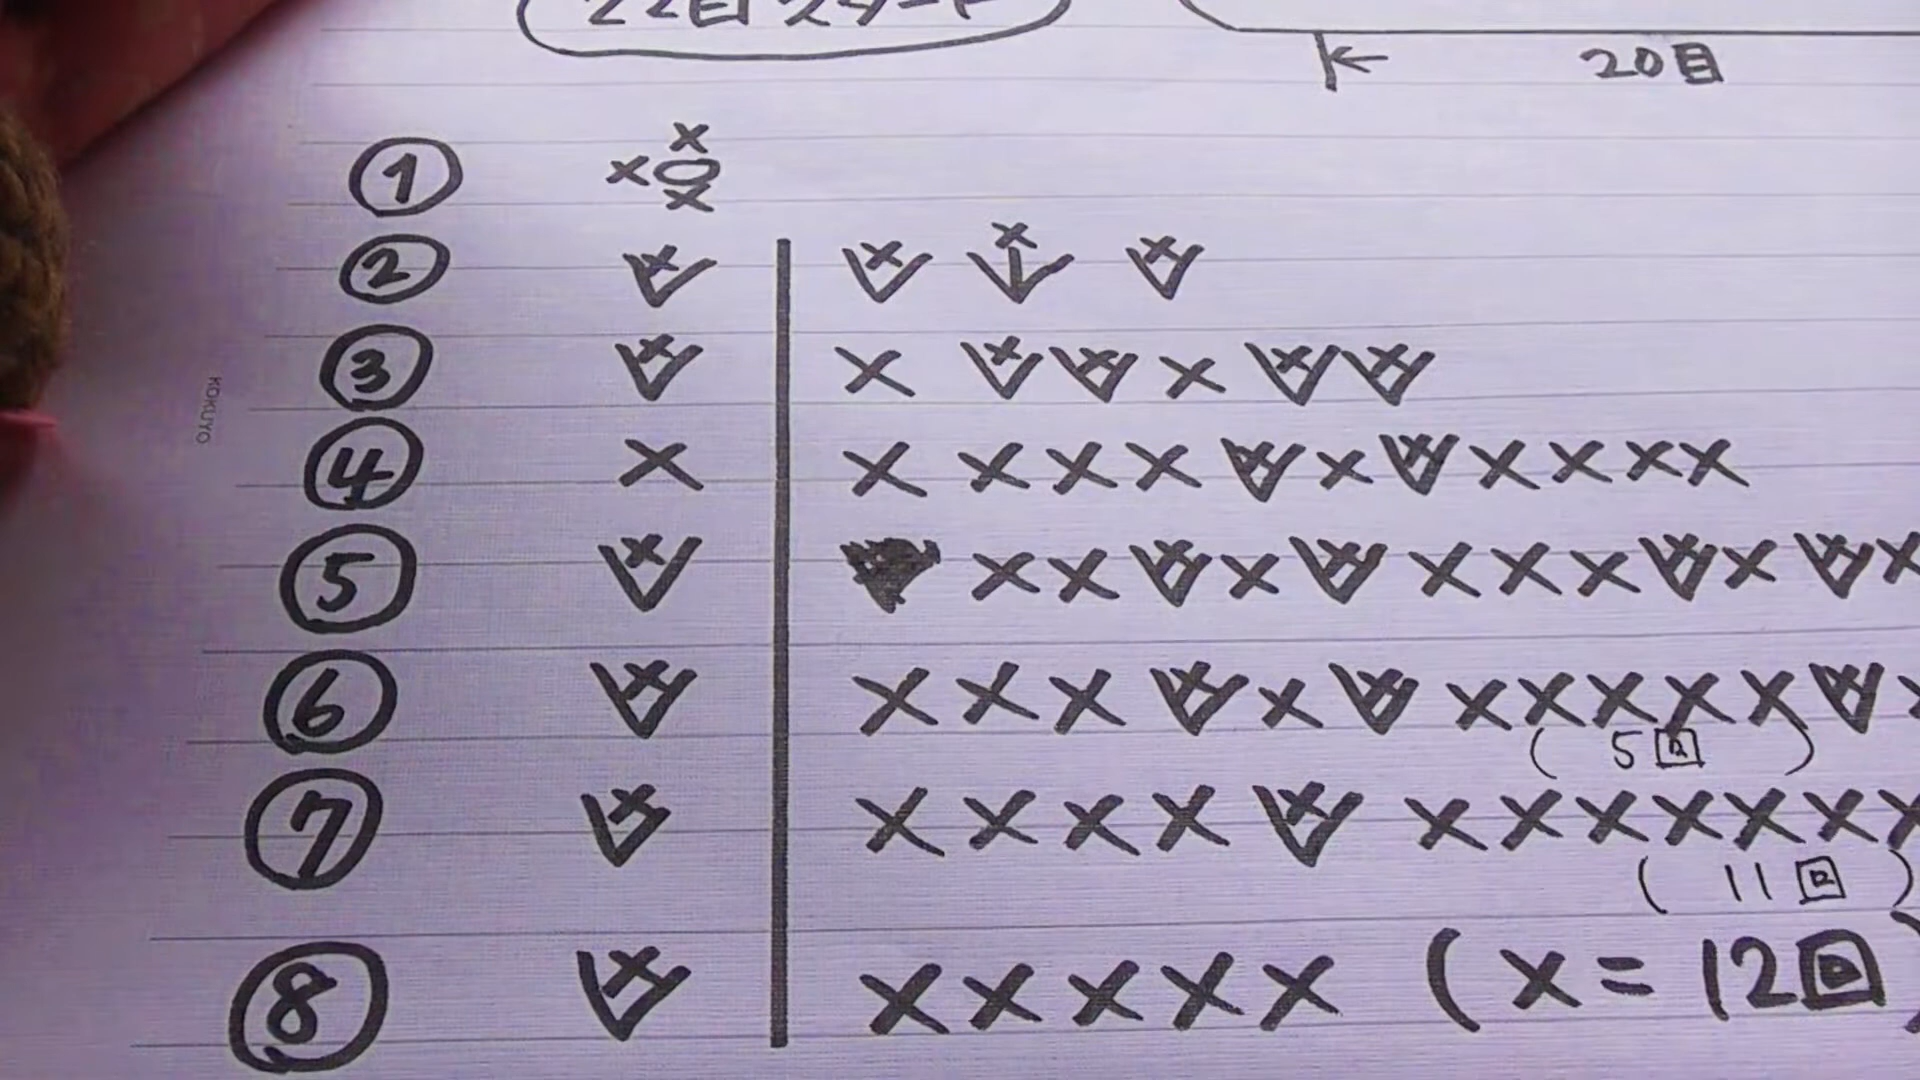 20目
① ×
×○
×
② V | V V V
③ V | × V V × V V
④ × | × × × × V × V × × × ×
⑤ V | × × V × V × × × V × V ×
⑥ V | × × × V × V × × × × × V
( 5回 )
⑦ V | × × × × V × × × × × × ×
( 11回 )
KOKUYO
⑧ V | × × × × × ( × = 12回 )